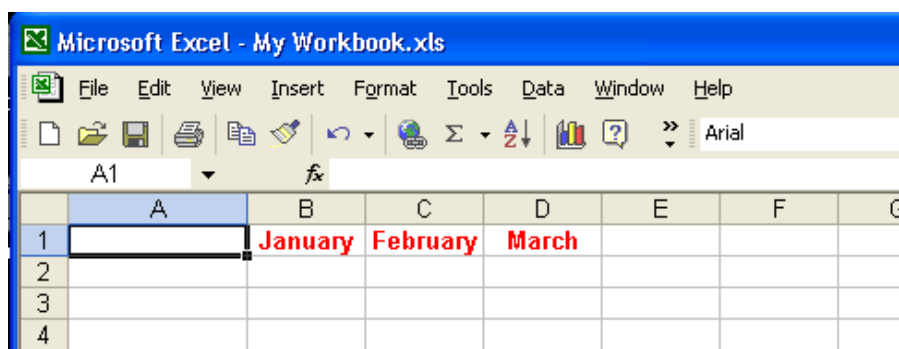 Microsoft Excel - My Workbook.xls
File Edit View Insert Format Tools Data Window Help
Σ A Z ? » Arial
A1 fx
A B C D E F
1 January February March
2
3
4